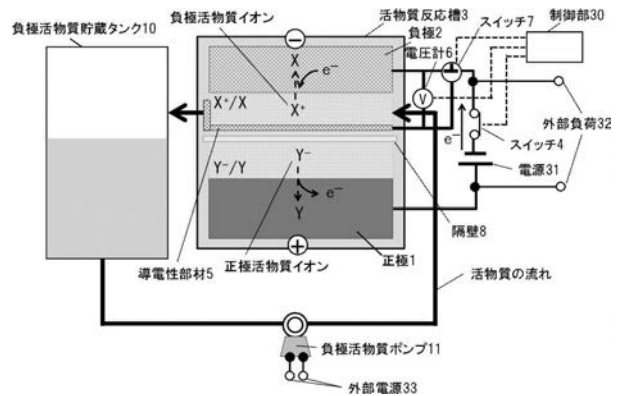 負極活物質貯蔵タンク10
負極活物質イオン
活物質反応槽3
負極2
電圧計6
スイッチ7
制御部30
X
e−
X+/X
X+
V
e−
外部負荷32
スイッチ4
電源31
Y−
Y−/Y
e−
Y
隔壁8
導電性部材5
正極活物質イオン
正極1
活物質の流れ
負極活物質ポンプ11
外部電源33